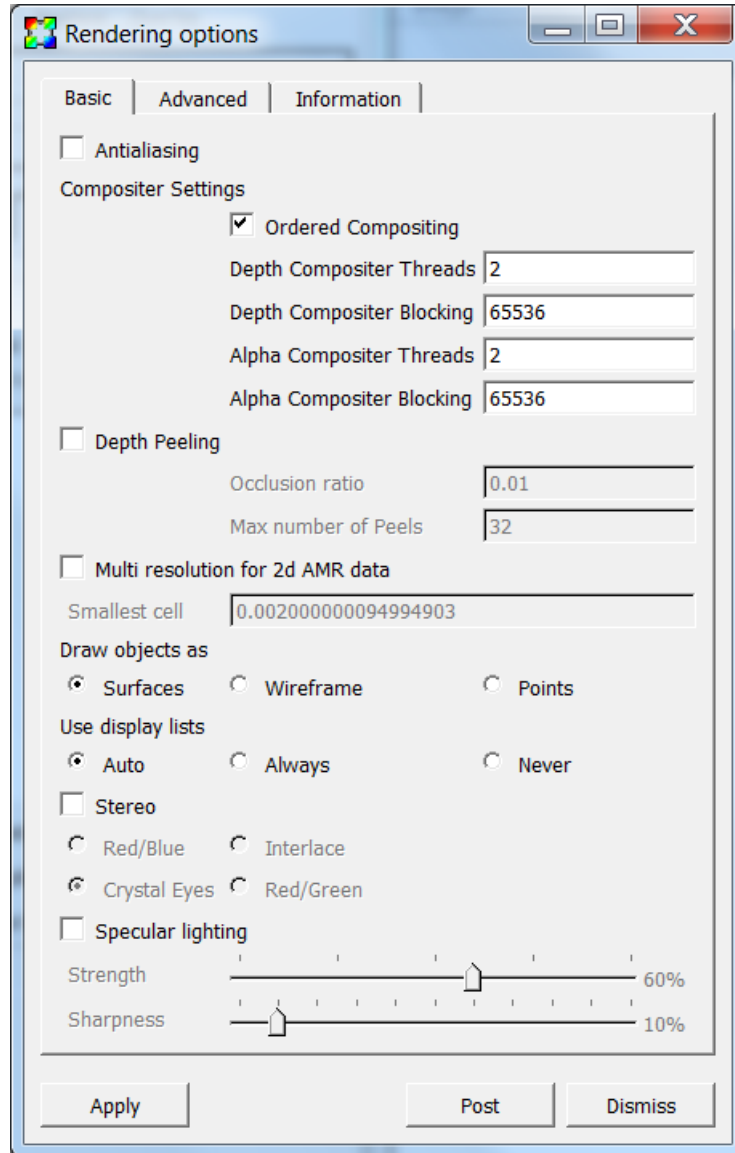 Rendering options
Basic Advanced Information
Antialiasing
Compositer Settings
Ordered Compositing
Depth Compositer Threads 2
Depth Compositer Blocking 65536
Alpha Compositer Threads 2
Alpha Compositer Blocking 65536
Depth Peeling
Occlusion ratio 0.01
Max number of Peels 32
Multi resolution for 2d AMR data
Smallest cell 0.002000000094994903
Draw objects as
Surfaces Wireframe Points
Use display lists
Auto Always Never
Stereo
Red/Blue Interlace
Crystal Eyes Red/Green
Specular lighting
Strength 60%
Sharpness 10%
Apply Post Dismiss